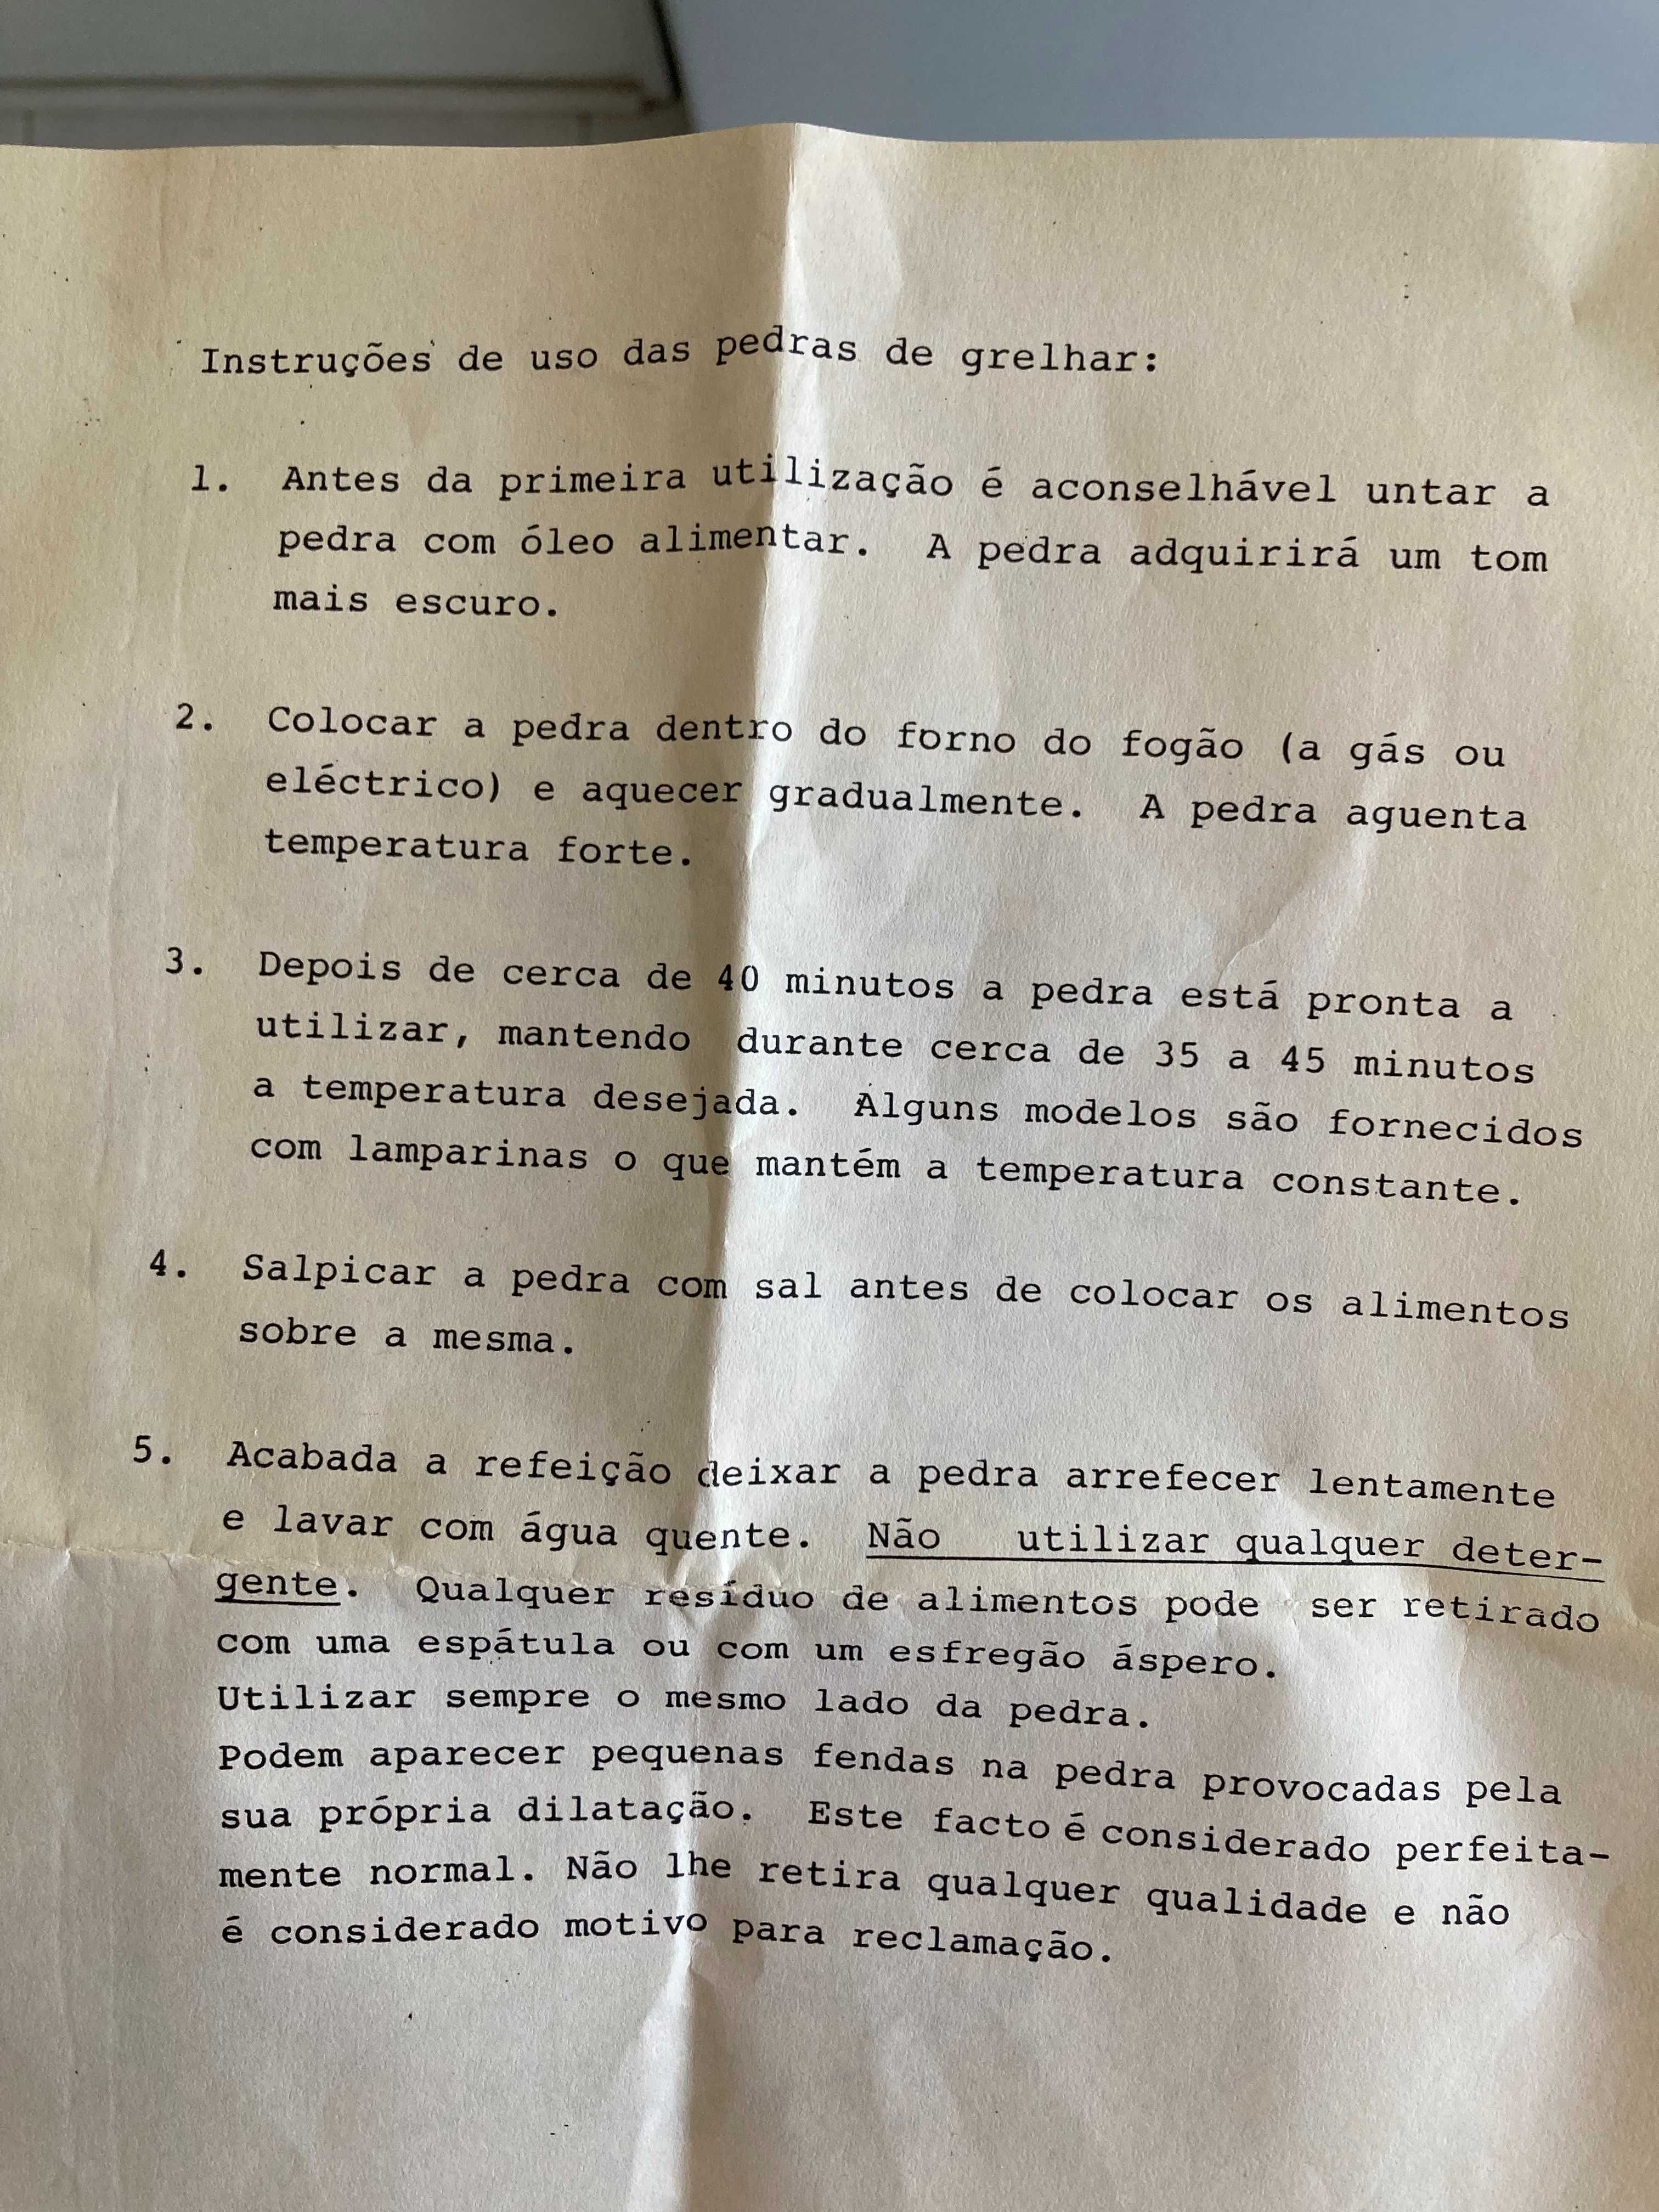 Instruções de uso das pedras de grelhar:
1. Antes da primeira utilização é aconselhável untar a
pedra com óleo alimentar. A pedra adquirirá um tom
mais escuro.
2. Colocar a pedra dentro do forno do fogão (a gás ou
eléctrico) e aquecer gradualmente. A pedra aguenta
temperatura forte.
3. Depois de cerca de 40 minutos a pedra está pronta a
utilizar, mantendo durante cerca de 35 a 45 minutos
a temperatura desejada. Alguns modelos são fornecidos
com lamparinas o que mantém a temperatura constante.
4. Salpicar a pedra com sal antes de colocar os alimentos
sobre a mesma.
5. Acabada a refeição deixar a pedra arrefecer lentamente
e lavar com água quente. Não utilizar qualquer deter-
gente. Qualquer resíduo de alimentos pode ser retirado
com uma espátula ou com um esfregão áspero.
Utilizar sempre o mesmo lado da pedra.
Podem aparecer pequenas fendas na pedra provocadas pela
sua própria dilatação. Este facto é considerado perfeita-
mente normal. Não lhe retira qualquer qualidade e não
é considerado motivo para reclamação.